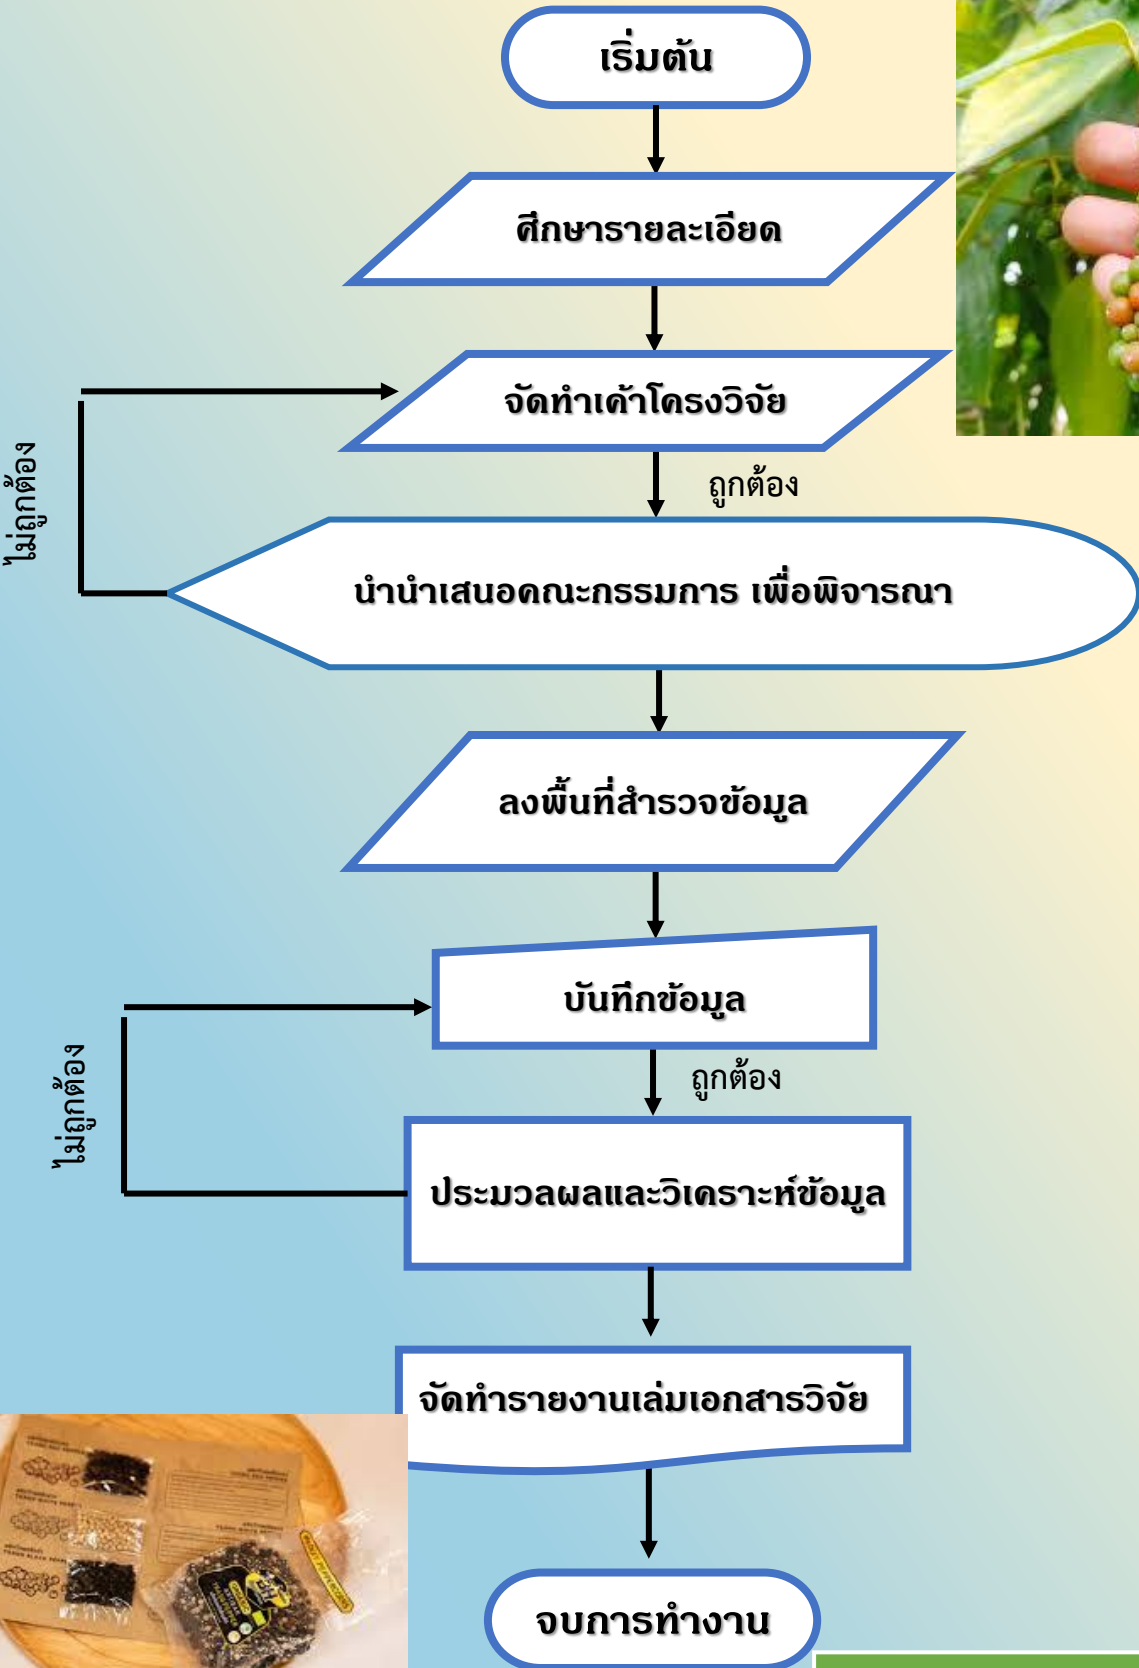 เริ่มต้น
ศึกษารายละเอียด
จัดทำเค้าโครงวิจัย
ไม่ถูกต้อง
ถูกต้อง
นำนำเสนอคณะกรรมการ เพื่อพิจารณา
ลงพื้นที่สำรวจข้อมูล
บันทึกข้อมูล
ไม่ถูกต้อง
ถูกต้อง
ประมวลผลและวิเคราะห์ข้อมูล
จัดทำรายงานเล่มเอกสารวิจัย
จบการทำงาน